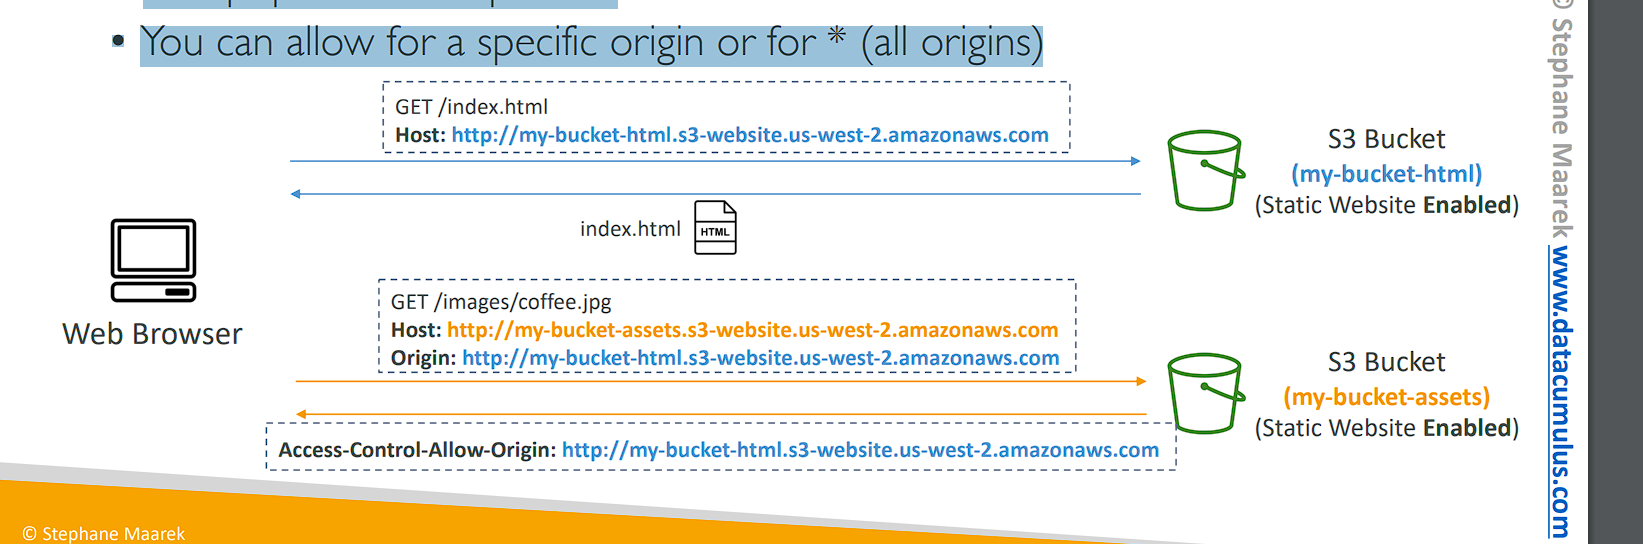 • You can allow for a specific origin or for * (all origins)
GET /index.html
Host: http://my-bucket-html.s3-website.us-west-2.amazonaws.com
S3 Bucket
(my-bucket-html)
(Static Website Enabled)
index.html
HTML
Web Browser
GET /images/coffee.jpg
Host: http://my-bucket-assets.s3-website.us-west-2.amazonaws.com
Origin: http://my-bucket-html.s3-website.us-west-2.amazonaws.com
S3 Bucket
(my-bucket-assets)
(Static Website Enabled)
Access-Control-Allow-Origin: http://my-bucket-html.s3-website.us-west-2.amazonaws.com
© Stephane Maarek
© Stephane Maarek www.datacumulus.com